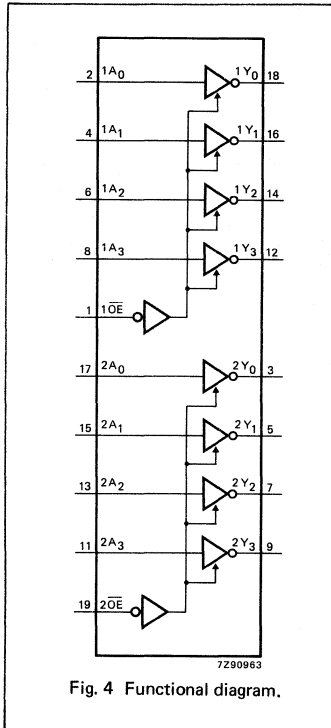 2 1A0 1Y0 18
4 1A1 1Y1 16
6 1A2 1Y2 14
8 1A3 1Y3 12
1 1O̅E̅
17 2A0 2Y0 3
15 2A1 2Y1 5
13 2A2 2Y2 7
11 2A3 2Y3 9
19 2O̅E̅
7Z90963
Fig. 4 Functional diagram.